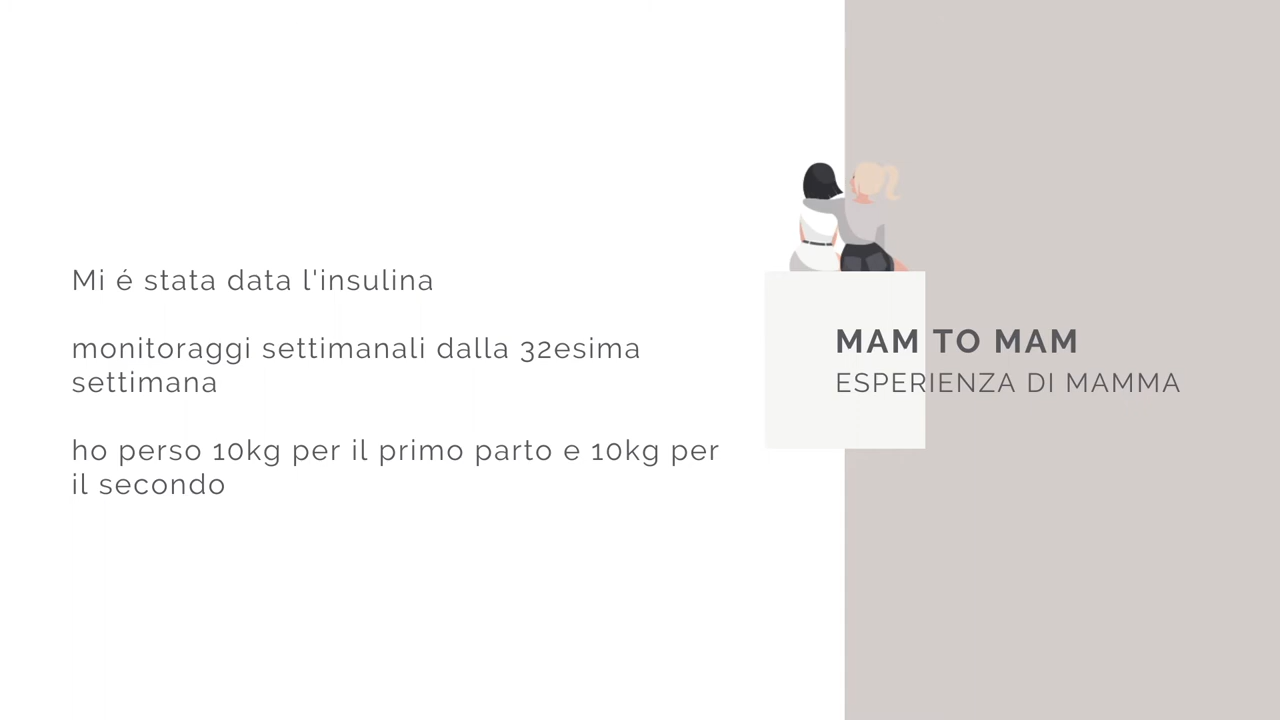 Mi é stata data l'insulina
monitoraggi settimanali dalla 32esima
settimana
ho perso 10kg per il primo parto e 10kg per
il secondo
MAM TO MAM
ESPERIENZA DI MAMMA